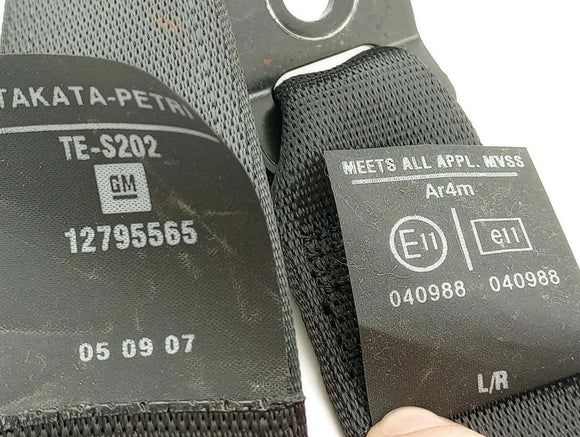 TAKATA-PETRI
TE-S202
GM
12795565
05 09 07
MEETS ALL APPL. MVSS
Ar4m
E11 e11
040988 040988
L/R